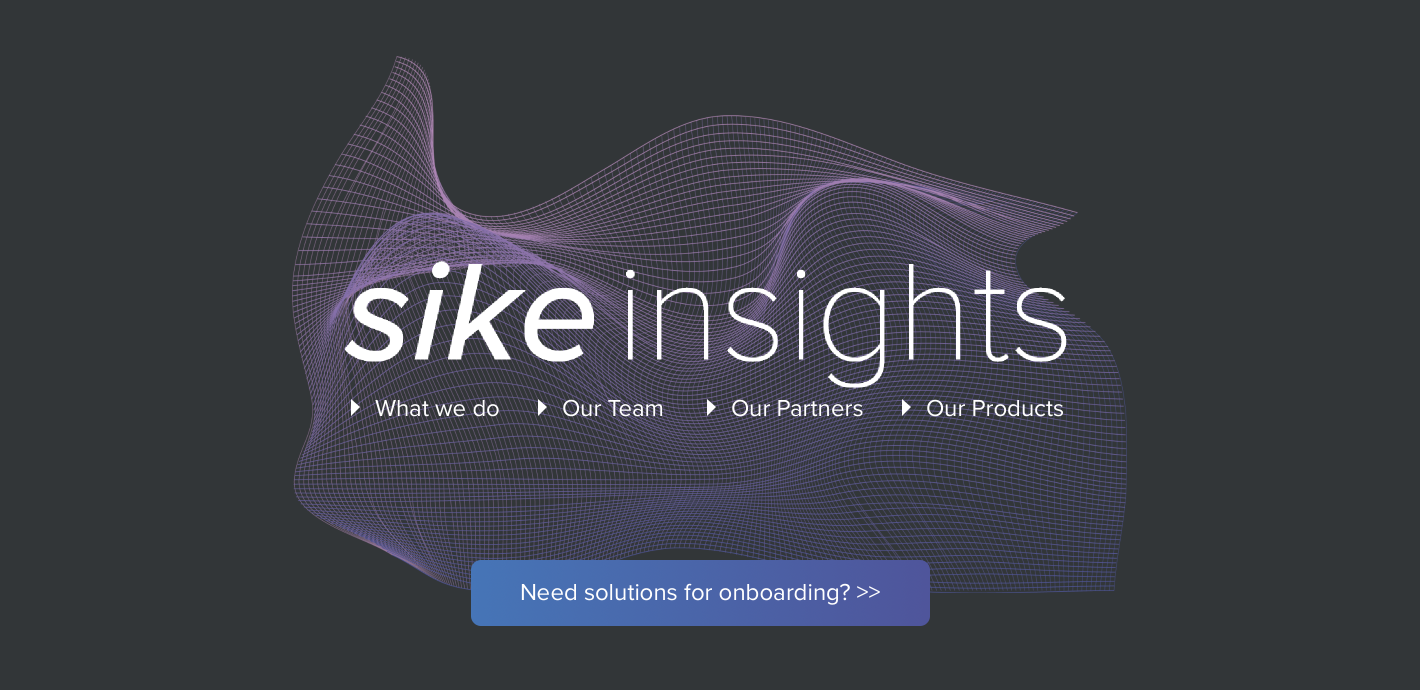 sike insights
What we do Our Team Our Partners Our Products
Need solutions for onboarding? >>